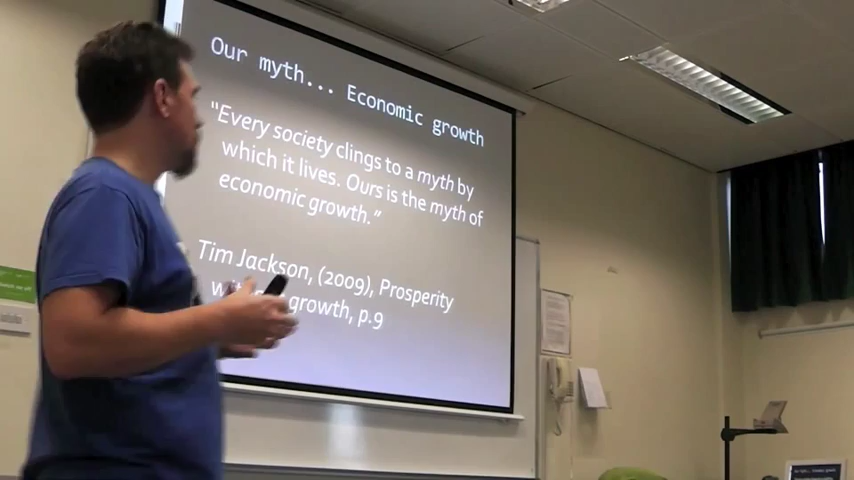 Our myth... Economic growth
"Every society clings to a myth by
which it lives. Ours is the myth of
economic growth."
Tim Jackson, (2009), Prosperity
growth, p.9